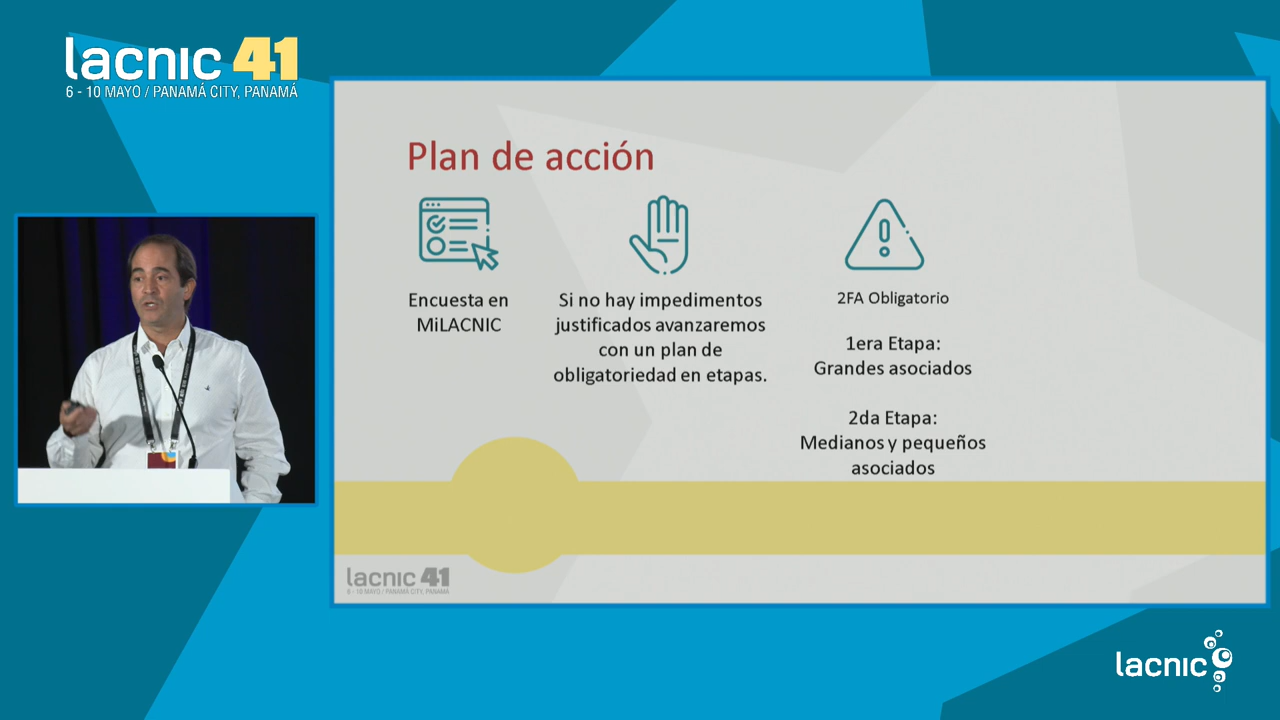 lacnic 41
6 - 10 MAYO / PANAMÁ CITY, PANAMÁ
Plan de acción
Encuesta en
MiLACNIC
Si no hay impedimentos
justificados avanzaremos
con un plan de
obligatoriedad en etapas.
2FA Obligatorio
1era Etapa:
Grandes asociados
2da Etapa:
Medianos y pequeños
asociados
lacnic 41
6 - 10 MAYO / PANAMÁ CITY, PANAMÁ
lacnic